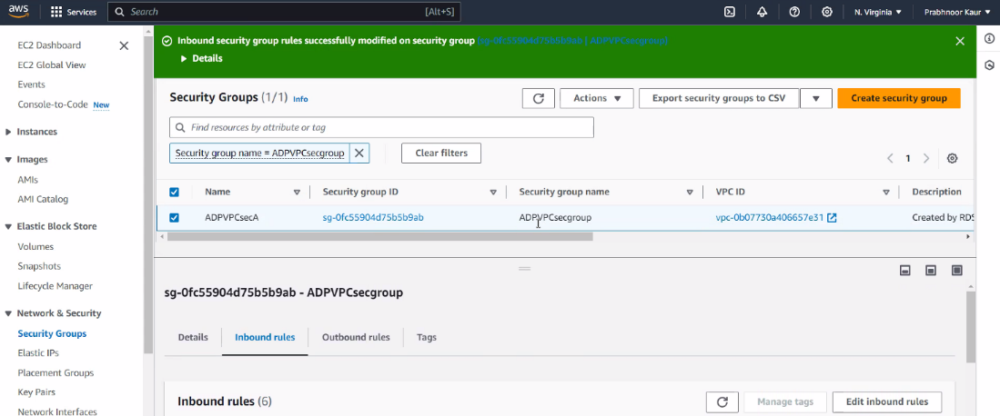 aws Services Search [Alt+S] N. Virginia Prabhnoor Kaur
EC2 Dashboard
EC2 Global View
Events
Console-to-Code New
Instances
Images
AMIs
AMI Catalog
Elastic Block Store
Volumes
Snapshots
Lifecycle Manager
Network & Security
Security Groups
Elastic IPs
Placement Groups
Key Pairs
Network Interfaces
Inbound security group rules successfully modified on security group (sg-0fc55904d75b5b9ab | ADPVPCsecgroup)
Details
Security Groups (1/1) Info
Actions Export security groups to CSV Create security group
Find resources by attribute or tag
Security group name = ADPVPCsecgroup Clear filters
1
Name Security group ID Security group name VPC ID Description
ADPVPCsecA sg-0fc55904d75b5b9ab ADPVPCsecgroup vpc-0b07730a406657e31 Created by RDS
sg-0fc55904d75b5b9ab - ADPVPCsecgroup
Details Inbound rules Outbound rules Tags
Inbound rules (6) Manage tags Edit inbound rules